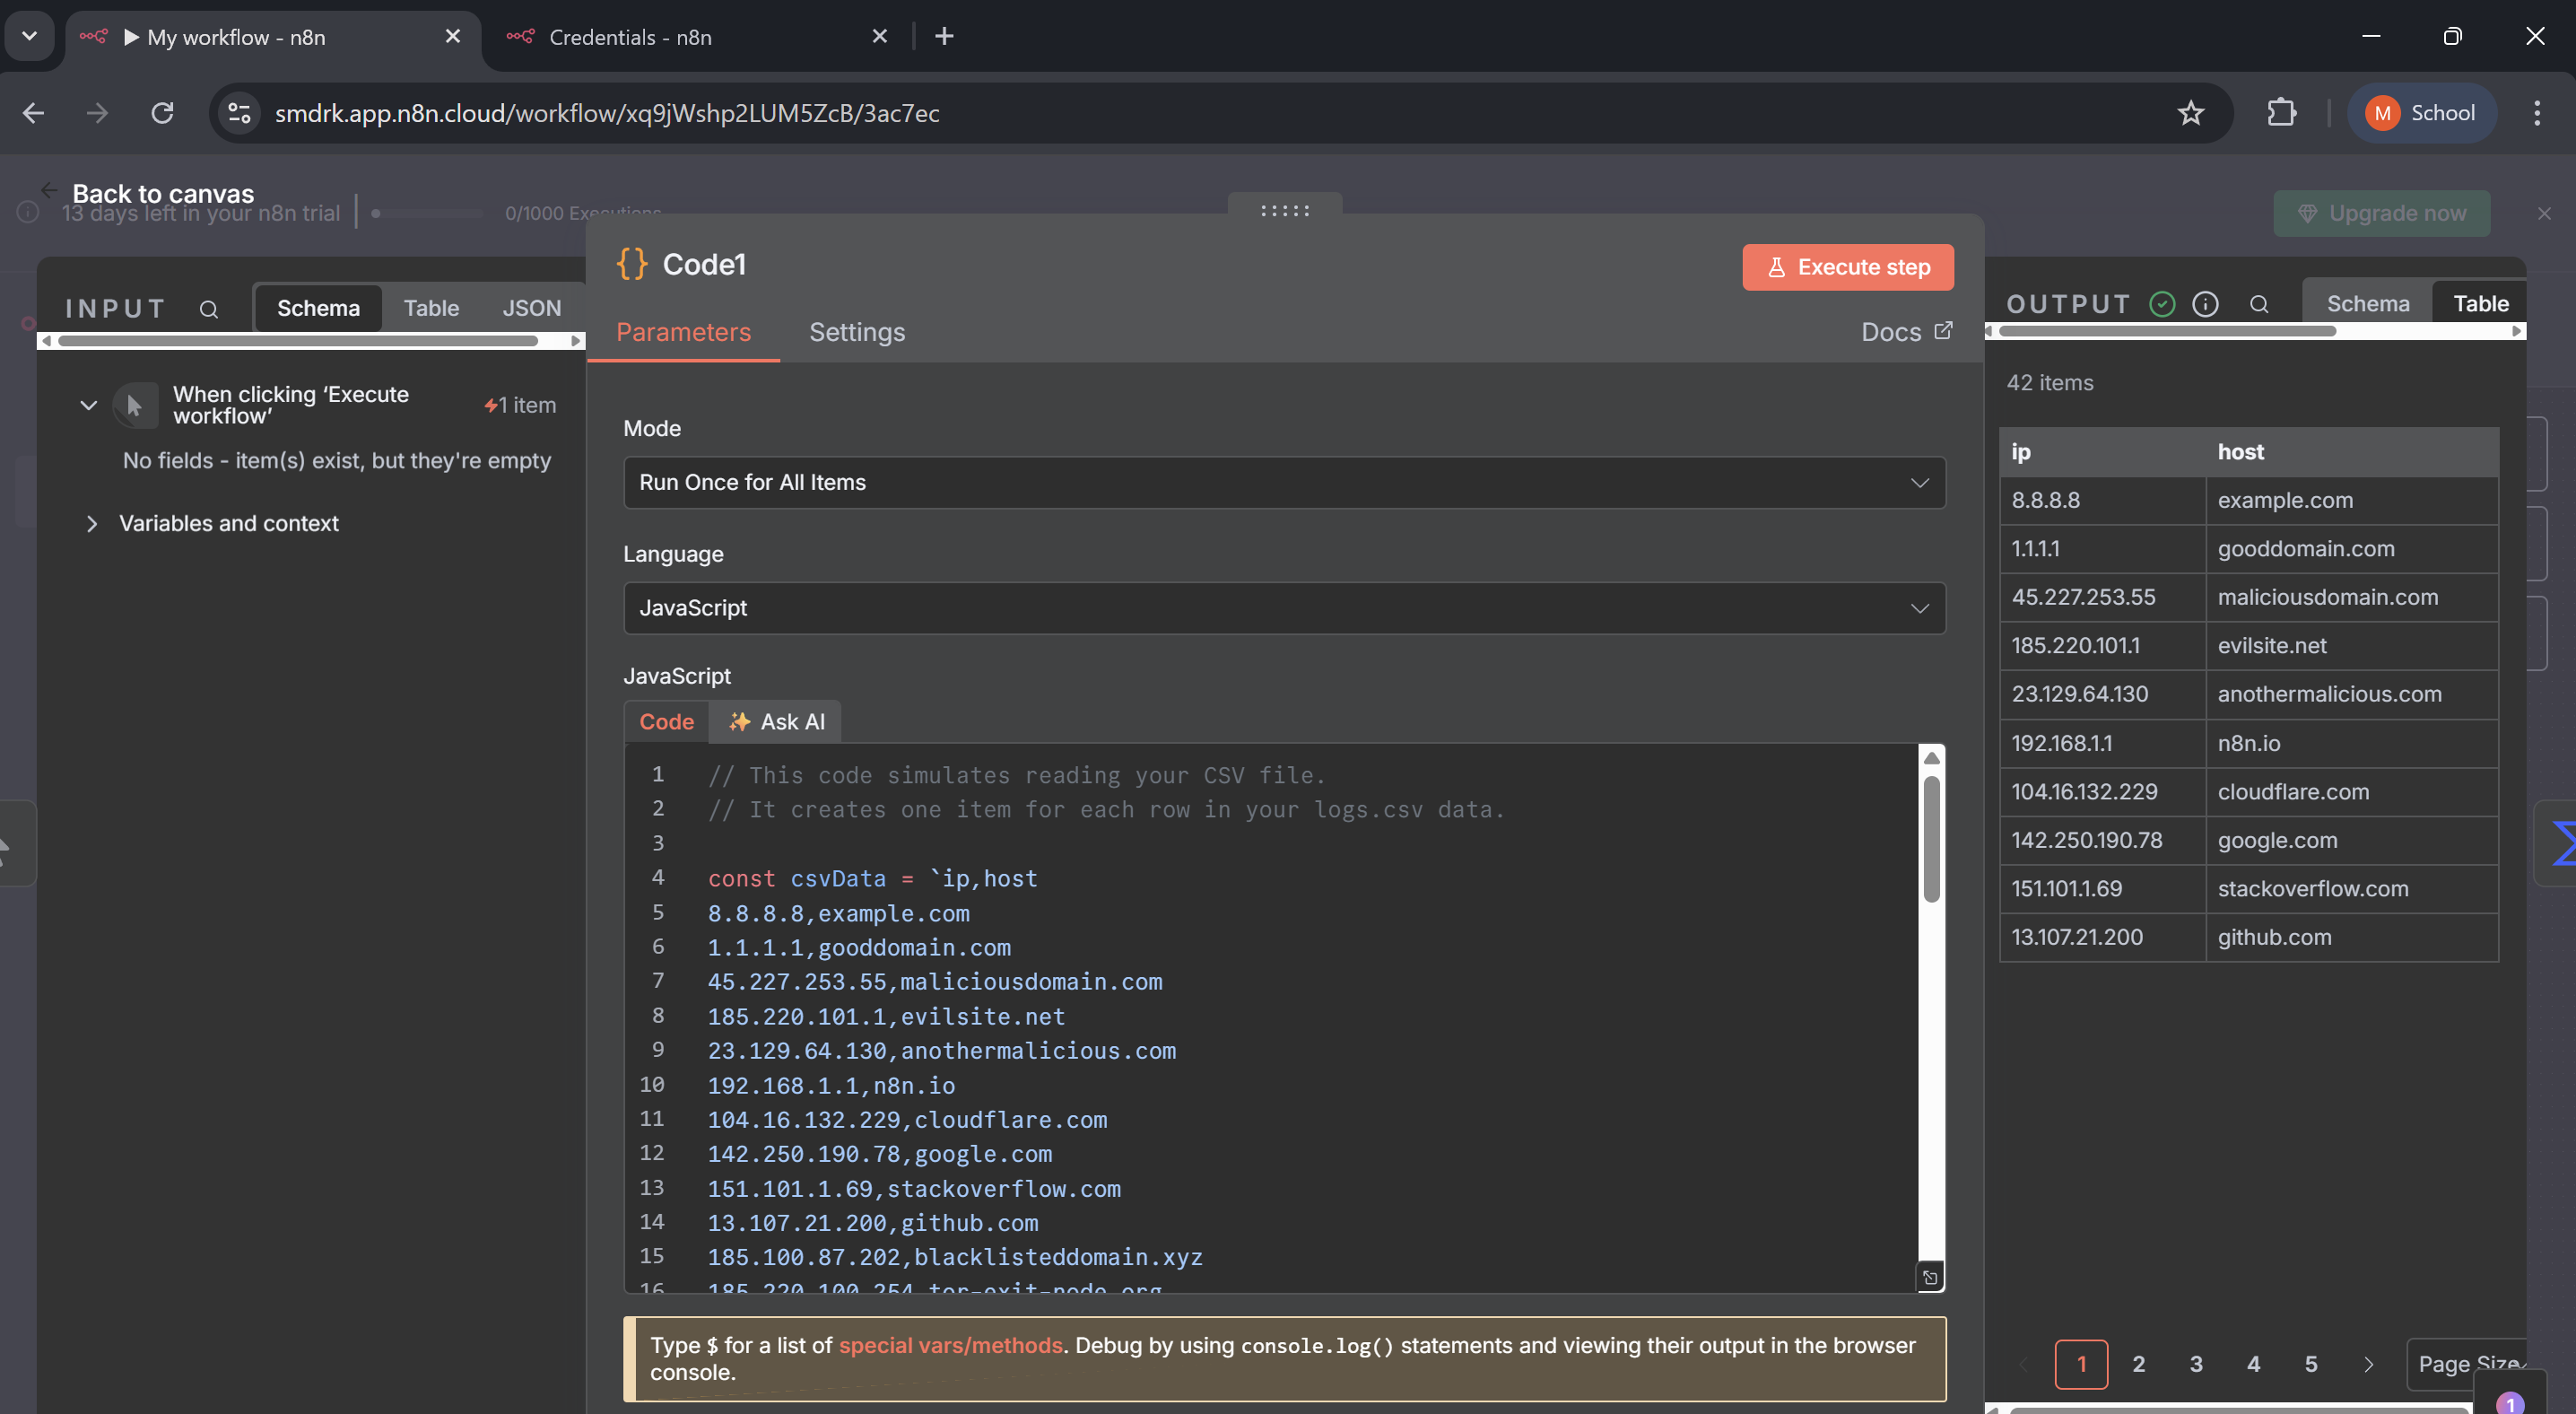 My workflow - n8n
Credentials - n8n
smdrk.app.n8n.cloud/workflow/xq9jWshp2LUM5ZcB/3ac7ec
M School
Back to canvas
13 days left in your n8n trial
0/1000 Executions
Upgrade now
INPUT
Schema
Table
JSON
When clicking ‘Execute
workflow’
1 item
No fields - item(s) exist, but they're empty
Variables and context
{} Code1
Execute step
Parameters
Settings
Docs
Mode
Run Once for All Items
Language
JavaScript
JavaScript
Code
Ask AI
1 // This code simulates reading your CSV file.
2 // It creates one item for each row in your logs.csv data.
3
4 const csvData = `ip,host
5 8.8.8.8,example.com
6 1.1.1.1,gooddomain.com
7 45.227.253.55,maliciousdomain.com
8 185.220.101.1,evilsite.net
9 23.129.64.130,anothermalicious.com
10 192.168.1.1,n8n.io
11 104.16.132.229,cloudflare.com
12 142.250.190.78,google.com
13 151.101.1.69,stackoverflow.com
14 13.107.21.200,github.com
15 185.100.87.202,blacklisteddomain.xyz
16 185.220.100.254,tor-exit-node.org
Type $ for a list of special vars/methods. Debug by using console.log() statements and viewing their output in the browser
console.
OUTPUT
Schema
Table
42 items
ip host
8.8.8.8 example.com
1.1.1.1 gooddomain.com
45.227.253.55 maliciousdomain.com
185.220.101.1 evilsite.net
23.129.64.130 anothermalicious.com
192.168.1.1 n8n.io
104.16.132.229 cloudflare.com
142.250.190.78 google.com
151.101.1.69 stackoverflow.com
13.107.21.200 github.com
1 2 3 4 5
Page Size
1